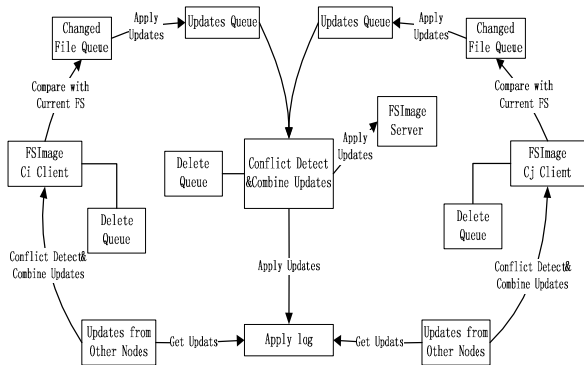 Changed
File Queue
Apply
Updates
Updates Queue
Updates Queue
Apply
Updates
Changed
File Queue
Compare with
Current FS
Compare with
Current FS
FSImage
Server
Apply
Updates
FSImage
Ci Client
Delete
Queue
Conflict Detect
&Combine Updates
FSImage
Cj Client
Delete
Queue
Delete
Queue
Conflict Detect&
Combine Updates
Apply Updates
Conflict Detect&
Combine Updates
Updates from
Other Nodes
Get Updats
Apply log
Get Updats
Updates from
Other Nodes